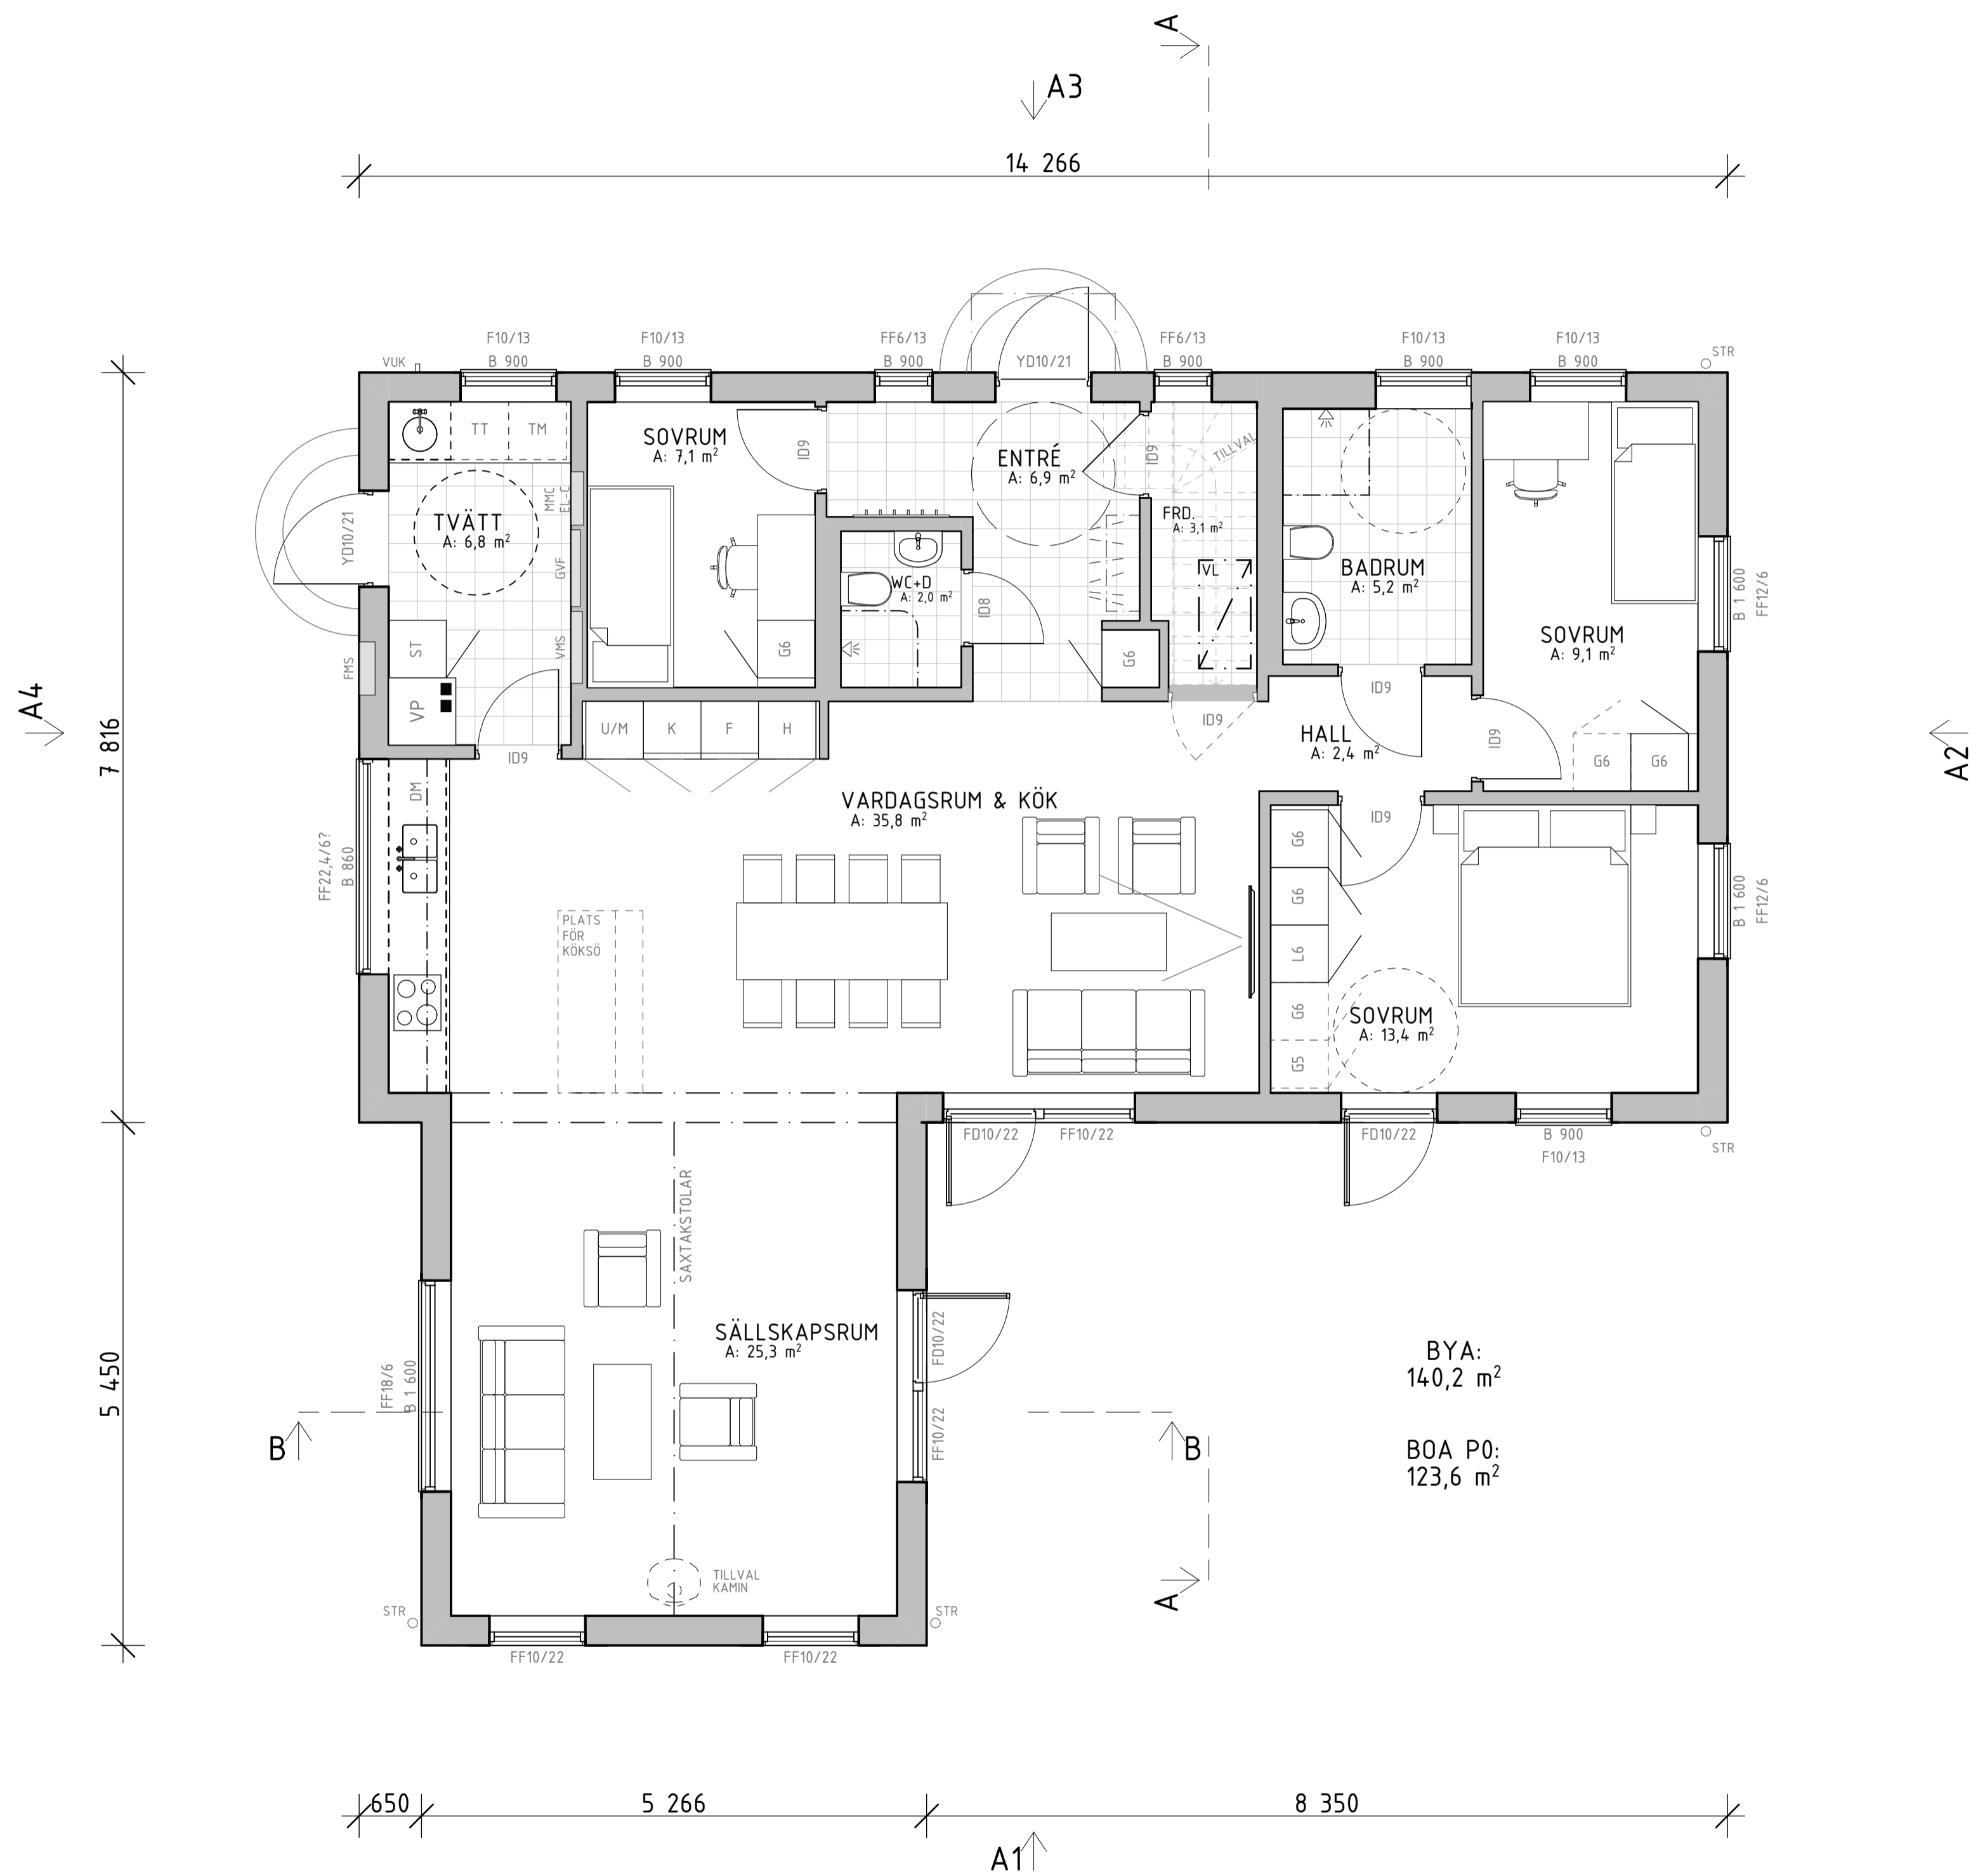 A
A3
14 266
F10/13
B 900
F10/13
B 900
FF6/13
B 900
YD10/21
FF6/13
B 900
F10/13
B 900
F10/13
B 900
STR
VUK
TT
TM
SOVRUM
A: 7,1 m²
ID9
ENTRÉ
A: 6,9 m²
ID9
TILLVAL
MMC
EL-C
TVÄTT
A: 6,8 m²
YD10/21
FRD.
A: 3,1 m²
GVF
WC+D
A: 2,0 m²
VL
BADRUM
A: 5,2 m²
B 1 600
FF12/6
ID8
SOVRUM
A: 9,1 m²
ST
VMS
G6
G6
FMS
VP
ID9
A4
7 816
U/M
K
F
H
ID9
ID9
HALL
A: 2,4 m²
ID9
G6
G6
A2
DM
VARDAGSRUM & KÖK
A: 35,8 m²
ID9
FF22,4/6?
B 860
G6
G6
L6
G6
G5
B 1 600
FF12/6
PLATS
FÖR
KÖKSÖ
SOVRUM
A: 13,4 m²
FD10/22
FF10/22
FD10/22
B 900
F10/13
STR
SAXTAKSTOLAR
SÄLLSKAPSRUM
A: 25,3 m²
FD10/22
FF10/22
5 450
FF18/6
B 1 600
BYA:
140,2 m²
B
B
BOA P0:
123,6 m²
TILLVAL
KAMIN
A
STR
STR
FF10/22
FF10/22
650
5 266
8 350
A1